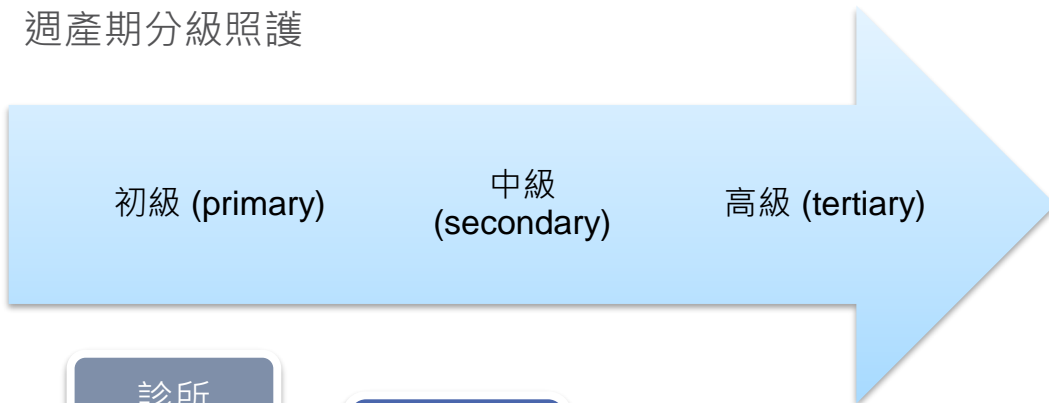 週產期分級照護
初級 (primary)
中級
(secondary)
高級 (tertiary)
診所